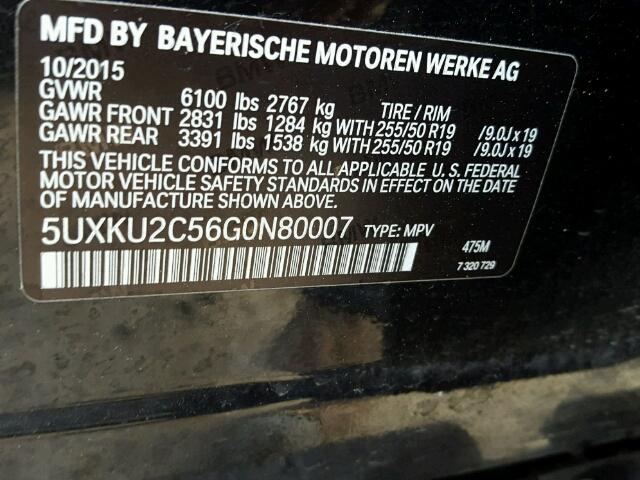 MFD BY BAYERISCHE MOTOREN WERKE AG
10/2015
GVWR 6100 lbs 2767 kg TIRE / RIM
GAWR FRONT 2831 lbs 1284 kg WITH 255/50 R19 /9.0J x 19
GAWR REAR 3391 lbs 1538 kg WITH 255/50 R19 /9.0J x 19
THIS VEHICLE CONFORMS TO ALL APPLICABLE U. S. FEDERAL
MOTOR VEHICLE SAFETY STANDARDS IN EFFECT ON THE DATE
OF MANUFACTURE SHOWN ABOVE.
5UXKU2C56G0N80007 TYPE: MPV 475M
7 320 729